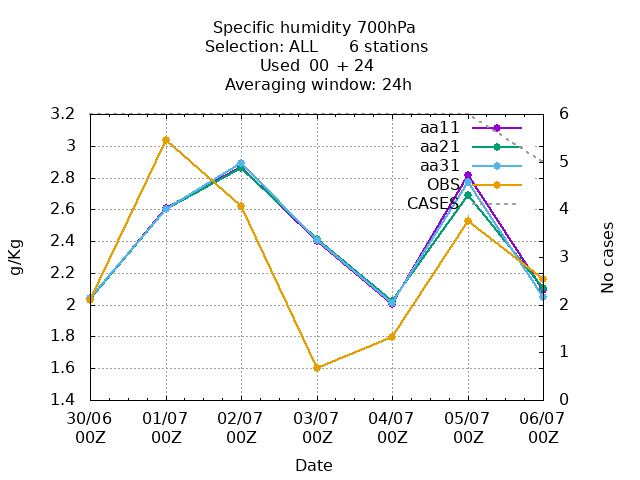 Specific humidity 700hPa
Selection: ALL 6 stations
Used 00 + 24
Averaging window: 24h
3.2
3
2.8
2.6
2.4
2.2
2
1.8
1.6
1.4
g/Kg
6
5
4
3
2
1
0
No cases
aa11
aa21
aa31
OBS
CASES
30/06 01/07 02/07 03/07 04/07 05/07 06/07
00Z 00Z 00Z 00Z 00Z 00Z 00Z
Date